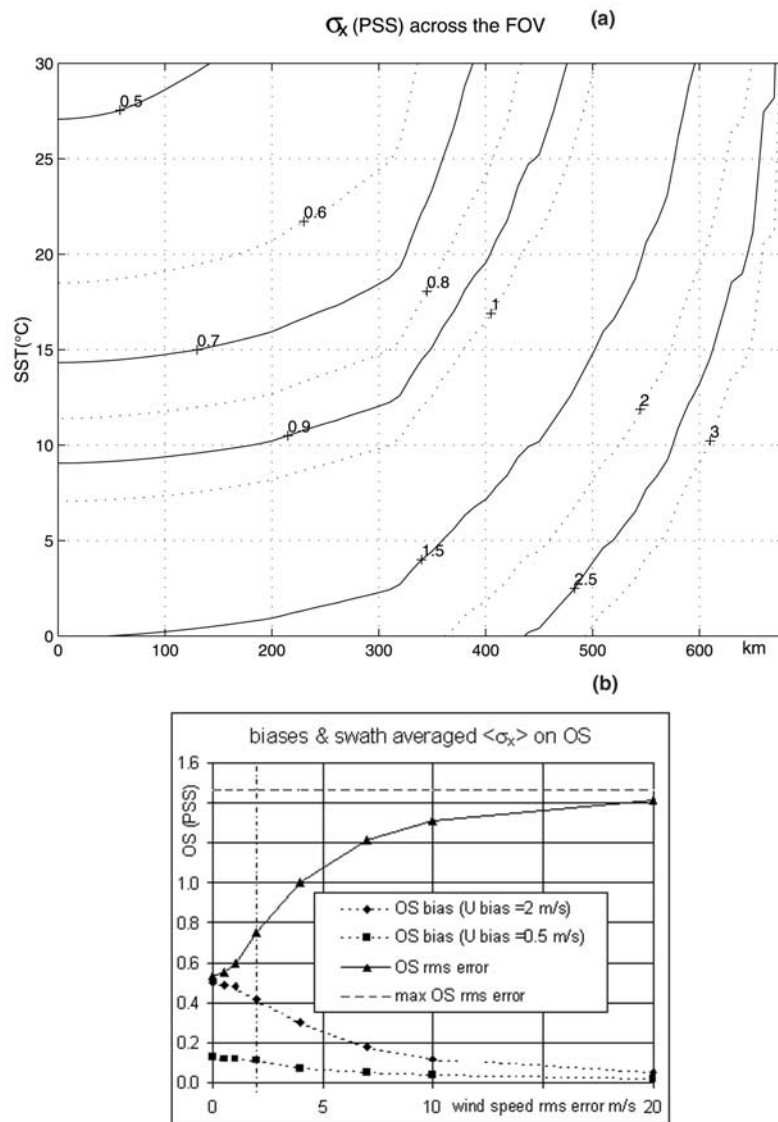 σx (PSS) across the FOV (a)
30
25
20
15
10
5
0
SST(°C)
0.5
0.6
0.7
0.8
0.9
1
1.5
2
2.5
3
0 100 200 300 400 500 600 km
(b)
biases & swath averaged <σx> on OS
1.6
1.0
0.8
0.6
0.4
0.2
0.0
OS (PSS)
OS bias (U bias =2 m/s)
OS bias (U bias =0.5 m/s)
OS rms error
max OS rms error
0 5 10 wind speed rms error m/s 20